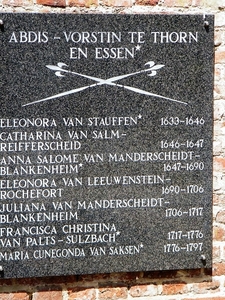 ABDIS – VORSTIN TE THORN
EN ESSEN*
ELEONORA VAN STAUFFEN* 1633–1646
CATHARINA VAN SALM–
REIFFERSCHEID 1646–1647
ANNA SALOME VAN MANDERSCHEIDT–
BLANKENHEIM* 1647–1690
ELEONORA VAN LEEUWENSTEIN–
ROCHEFORT 1690–1706
JULIANA VAN MANDERSCHEIDT–
BLANKENHEIM 1706–1717
FRANCISCA CHRISTINA
VAN PALTS–SULZBACH* 1717–1776
MARIA CUNEGONDA VAN SAKSEN* 1776–1797